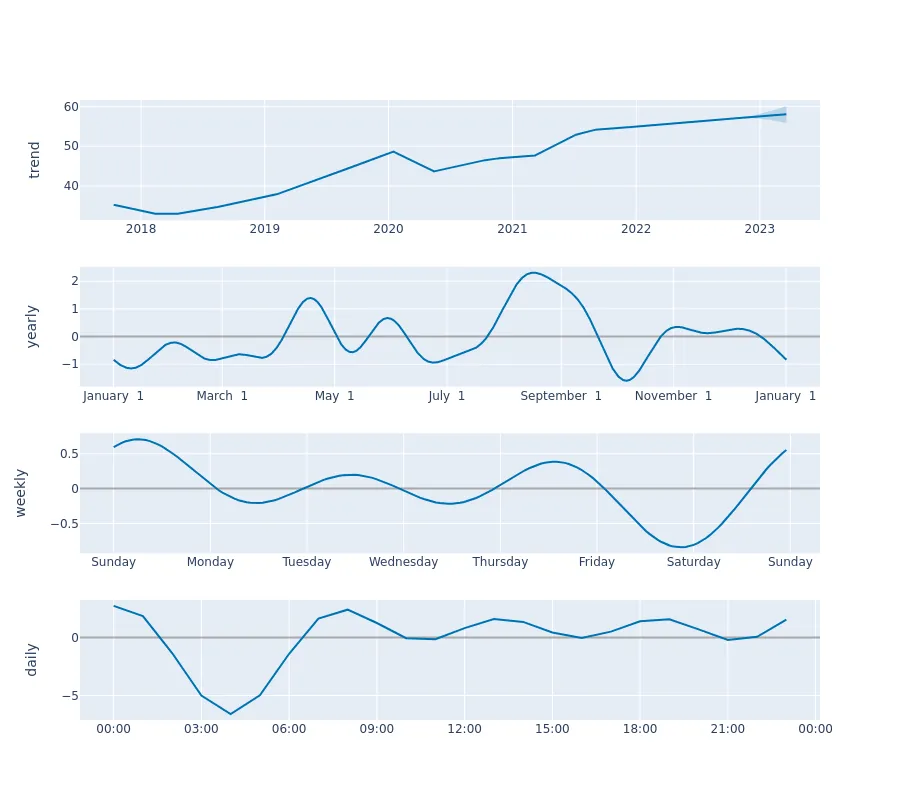 trend
60
50
40
2018 2019 2020 2021 2022 2023
yearly
2
1
0
−1
January 1 March 1 May 1 July 1 September 1 November 1 January 1
weekly
0.5
0
−0.5
Sunday Monday Tuesday Wednesday Thursday Friday Saturday Sunday
daily
0
−5
00:00 03:00 06:00 09:00 12:00 15:00 18:00 21:00 00:00